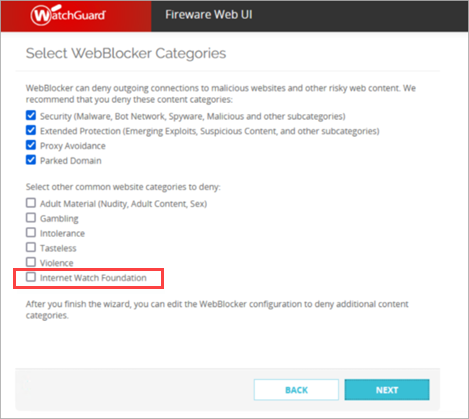 WatchGuard
Fireware Web UI
Select WebBlocker Categories
WebBlocker can deny outgoing connections to malicious websites and other risky web content. We
recommend that you deny these content categories:
Security (Malware, Bot Network, Spyware, Malicious and other subcategories)
Extended Protection (Emerging Exploits, Suspicious Content, and other subcategories)
Proxy Avoidance
Parked Domain
Select other common website categories to deny:
Adult Material (Nudity, Adult Content, Sex)
Gambling
Intolerance
Tasteless
Violence
Internet Watch Foundation
After you finish the wizard, you can edit the WebBlocker configuration to deny additional content
categories.
BACK
NEXT